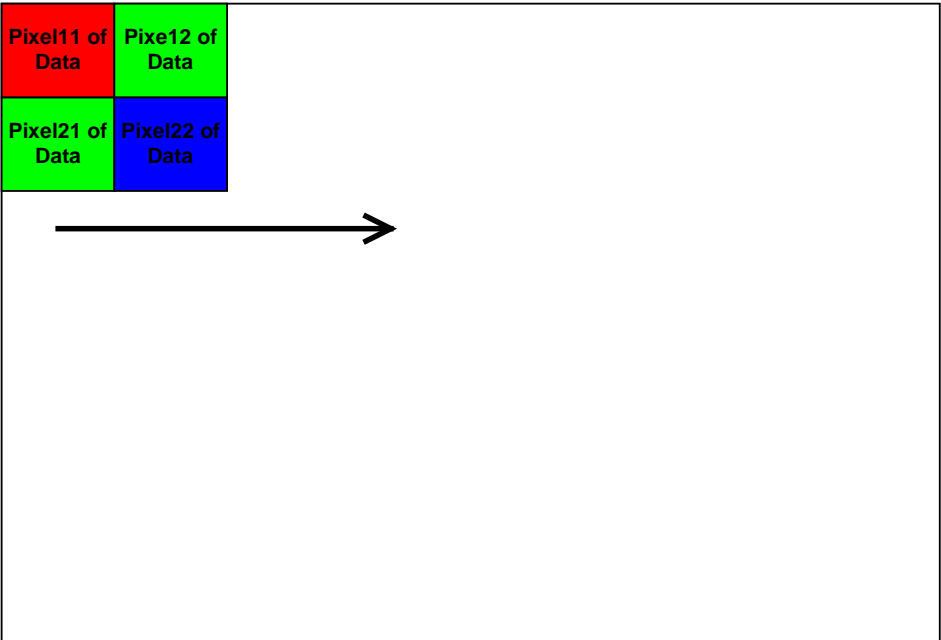 Pixel11 of
Data
Pixe12 of
Data
Pixel21 of
Data
Pixel22 of
Data